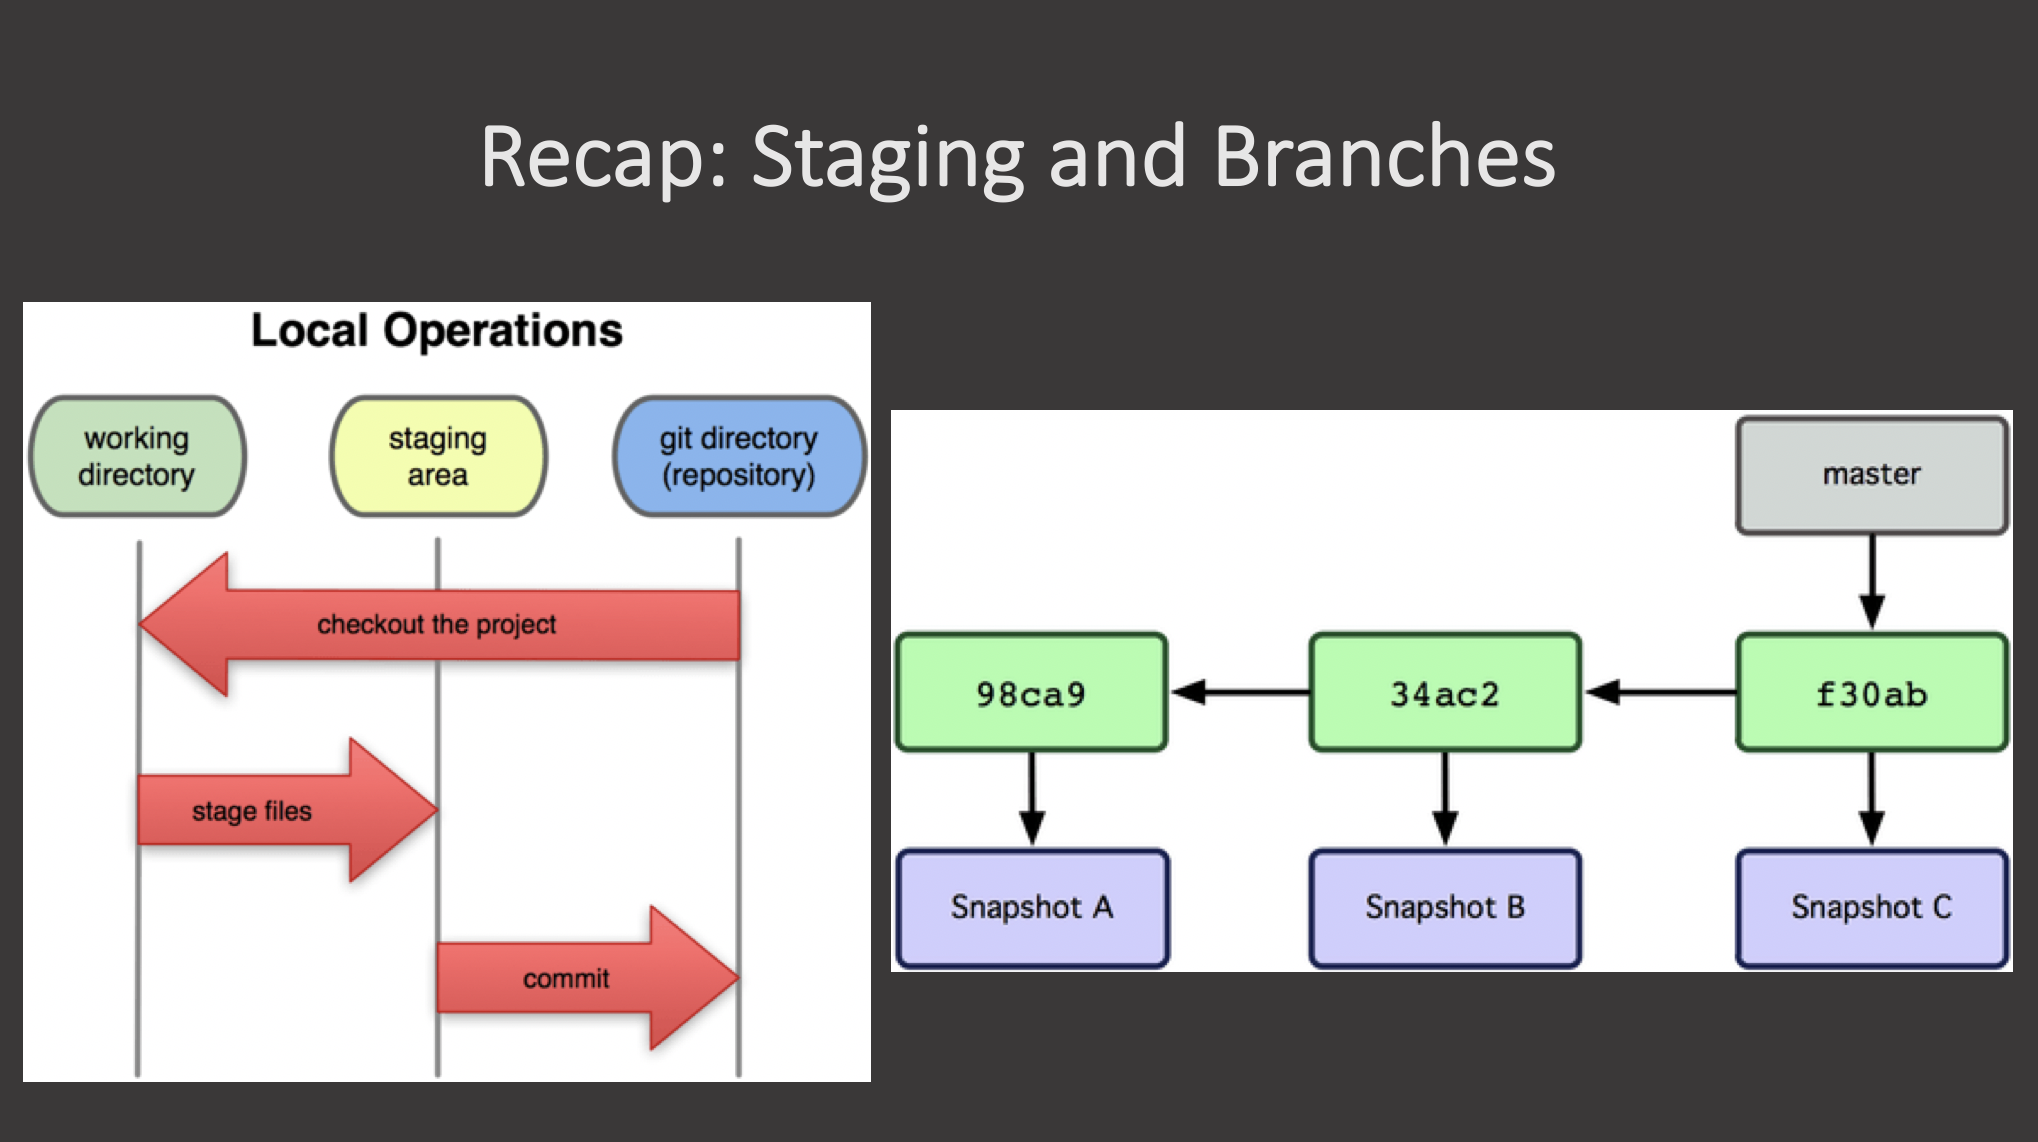 Recap: Staging and Branches
Local Operations
working
directory
staging
area
git directory
(repository)
checkout the project
stage files
commit
master
98ca9
34ac2
f30ab
Snapshot A
Snapshot B
Snapshot C